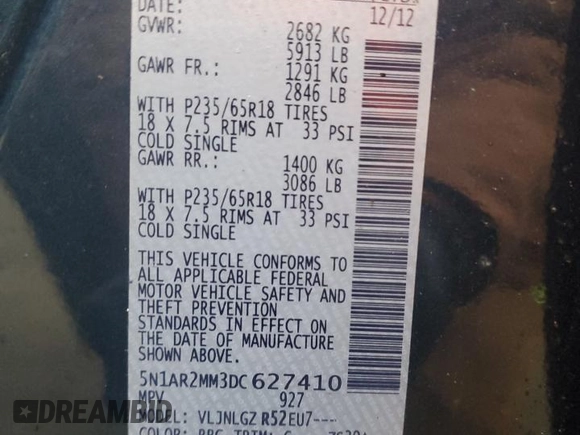 DATE: 12/12
GVWR: 2682 KG
5913 LB
GAWR FR.: 1291 KG
2846 LB
WITH P235/65R18 TIRES
18 X 7.5 RIMS AT 33 PSI
COLD SINGLE
GAWR RR.: 1400 KG
3086 LB
WITH P235/65R18 TIRES
18 X 7.5 RIMS AT 33 PSI
COLD SINGLE
THIS VEHICLE CONFORMS TO
ALL APPLICABLE FEDERAL
MOTOR VEHICLE SAFETY AND
THEFT PREVENTION
STANDARDS IN EFFECT ON
THE DATE OF MANUFACTURE
SHOWN ABOVE.
5N1AR2MM3DC627410
MPV 927
MODEL: VLJNLGZ R52EU7---
COLOR: TRIM:
DREAMBID